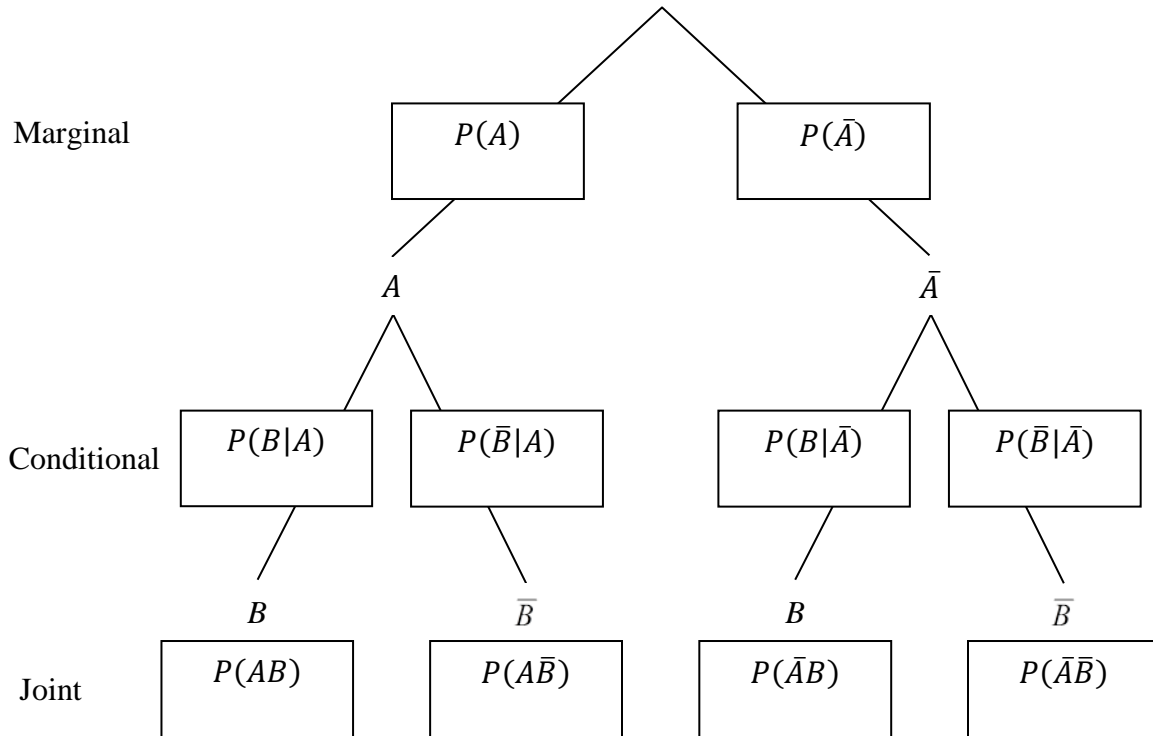 Marginal P(A) P(Ā)
A Ā
Conditional P(B|A) P(B̄|A) P(B|Ā) P(B̄|Ā)
B B̄ B B̄
Joint P(AB) P(AB̄) P(ĀB) P(ĀB̄)